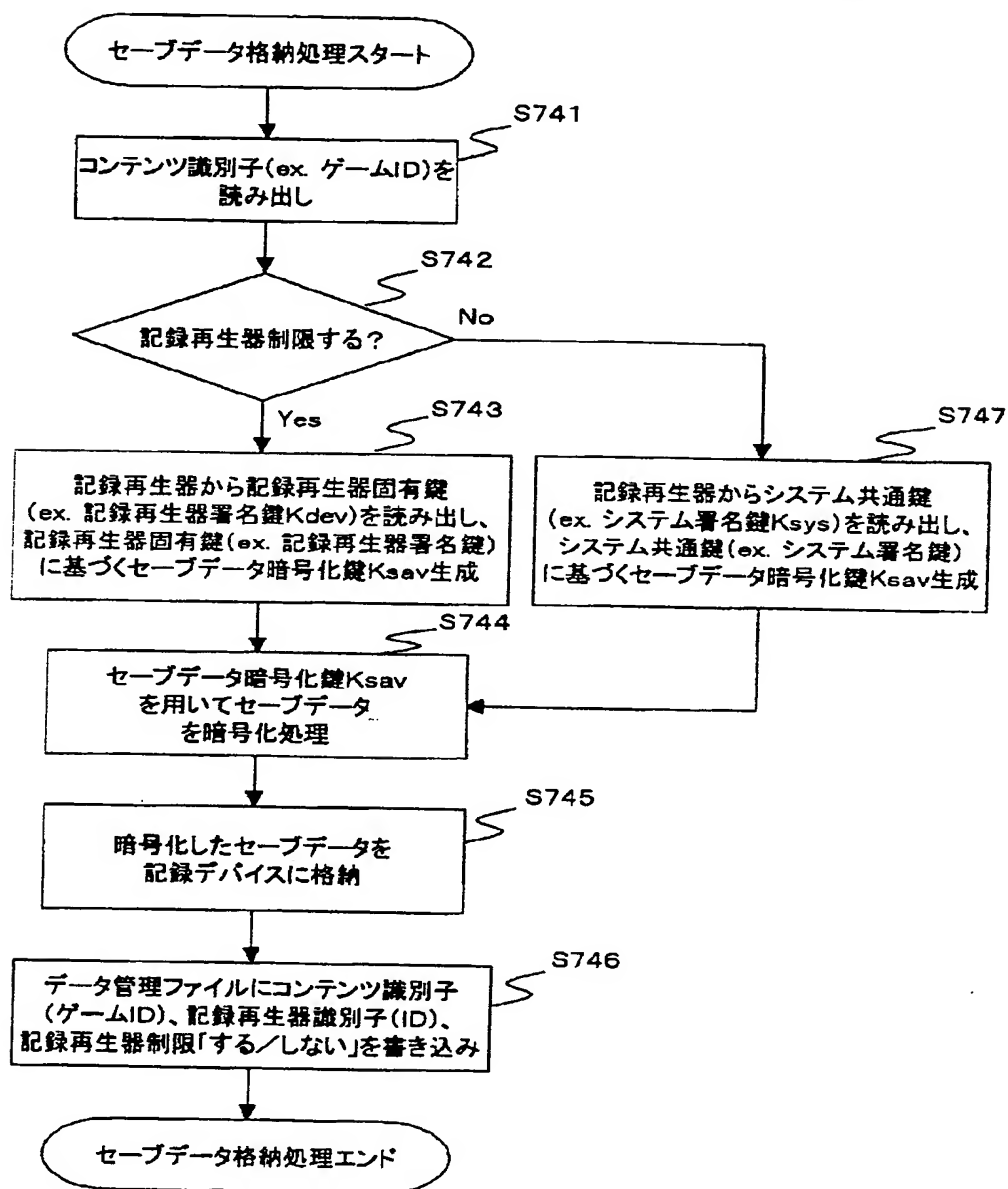 セーブデータ格納処理スタート
S741
コンテンツ識別子(ex. ゲームID)を
読み出し
S742
記録再生器制限する?
No
Yes
S743
記録再生器から記録再生器固有鍵
(ex. 記録再生器署名鍵Kdev)を読み出し、
記録再生器固有鍵(ex. 記録再生器署名鍵)
に基づくセーブデータ暗号化鍵Ksav生成
S747
記録再生器からシステム共通鍵
(ex. システム署名鍵Ksys)を読み出し、
システム共通鍵(ex. システム署名鍵)
に基づくセーブデータ暗号化鍵Ksav生成
S744
セーブデータ暗号化鍵Ksav
を用いてセーブデータ
を暗号化処理
S745
暗号化したセーブデータを
記録デバイスに格納
S746
データ管理ファイルにコンテンツ識別子
(ゲームID)、記録再生器識別子(ID)、
記録再生器制限「する/しない」を書き込み
セーブデータ格納処理エンド